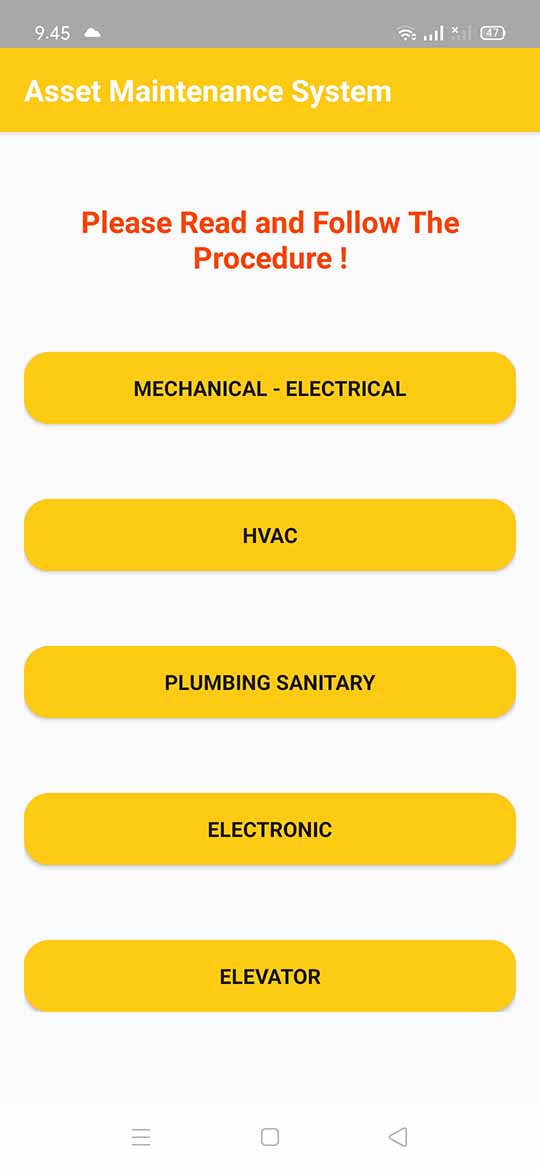 9.45
47
Asset Maintenance System
Please Read and Follow The
Procedure !
MECHANICAL - ELECTRICAL
HVAC
PLUMBING SANITARY
ELECTRONIC
ELEVATOR